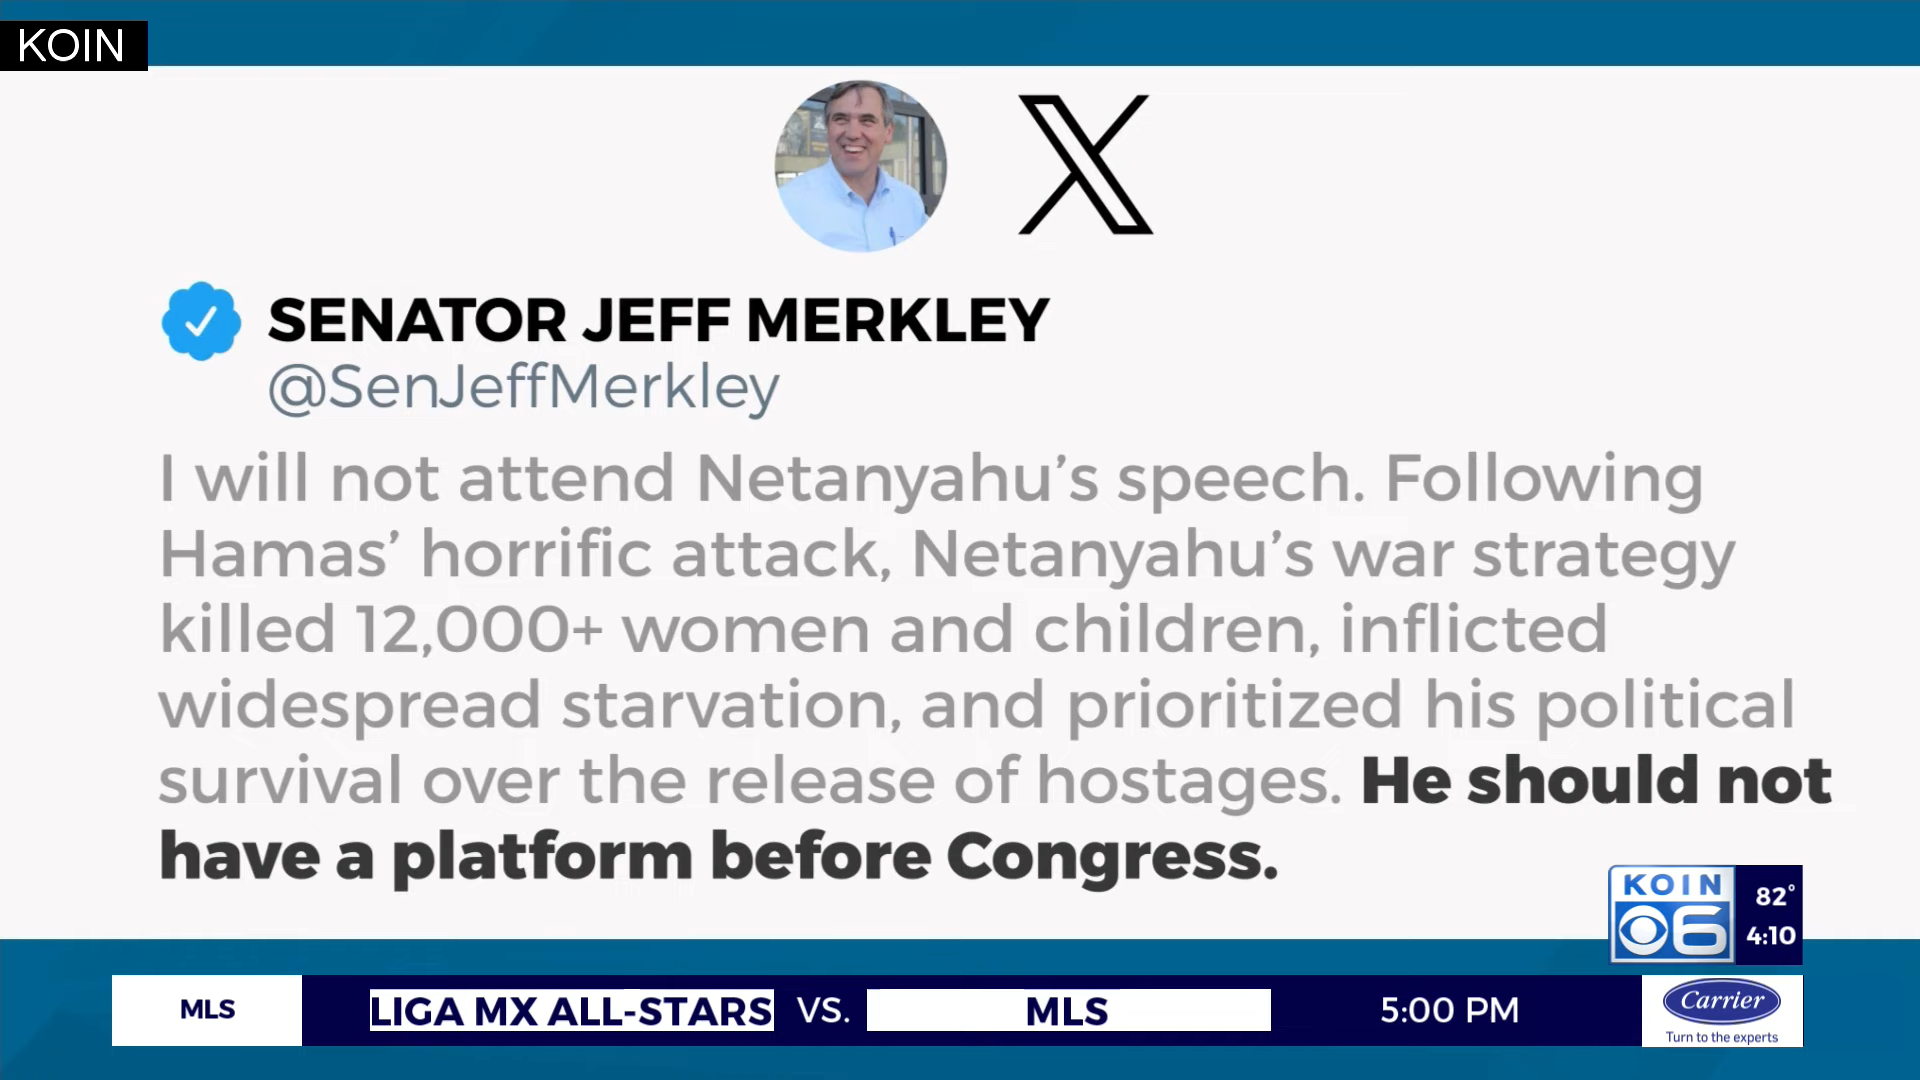 KOIN
SENATOR JEFF MERKLEY
@SenJeffMerkley
I will not attend Netanyahu’s speech. Following
Hamas’ horrific attack, Netanyahu’s war strategy
killed 12,000+ women and children, inflicted
widespread starvation, and prioritized his political
survival over the release of hostages. He should not
have a platform before Congress.
KOIN
6
82°
4:10
MLS
LIGA MX ALL-STARS VS. MLS
5:00 PM
Carrier
Turn to the experts